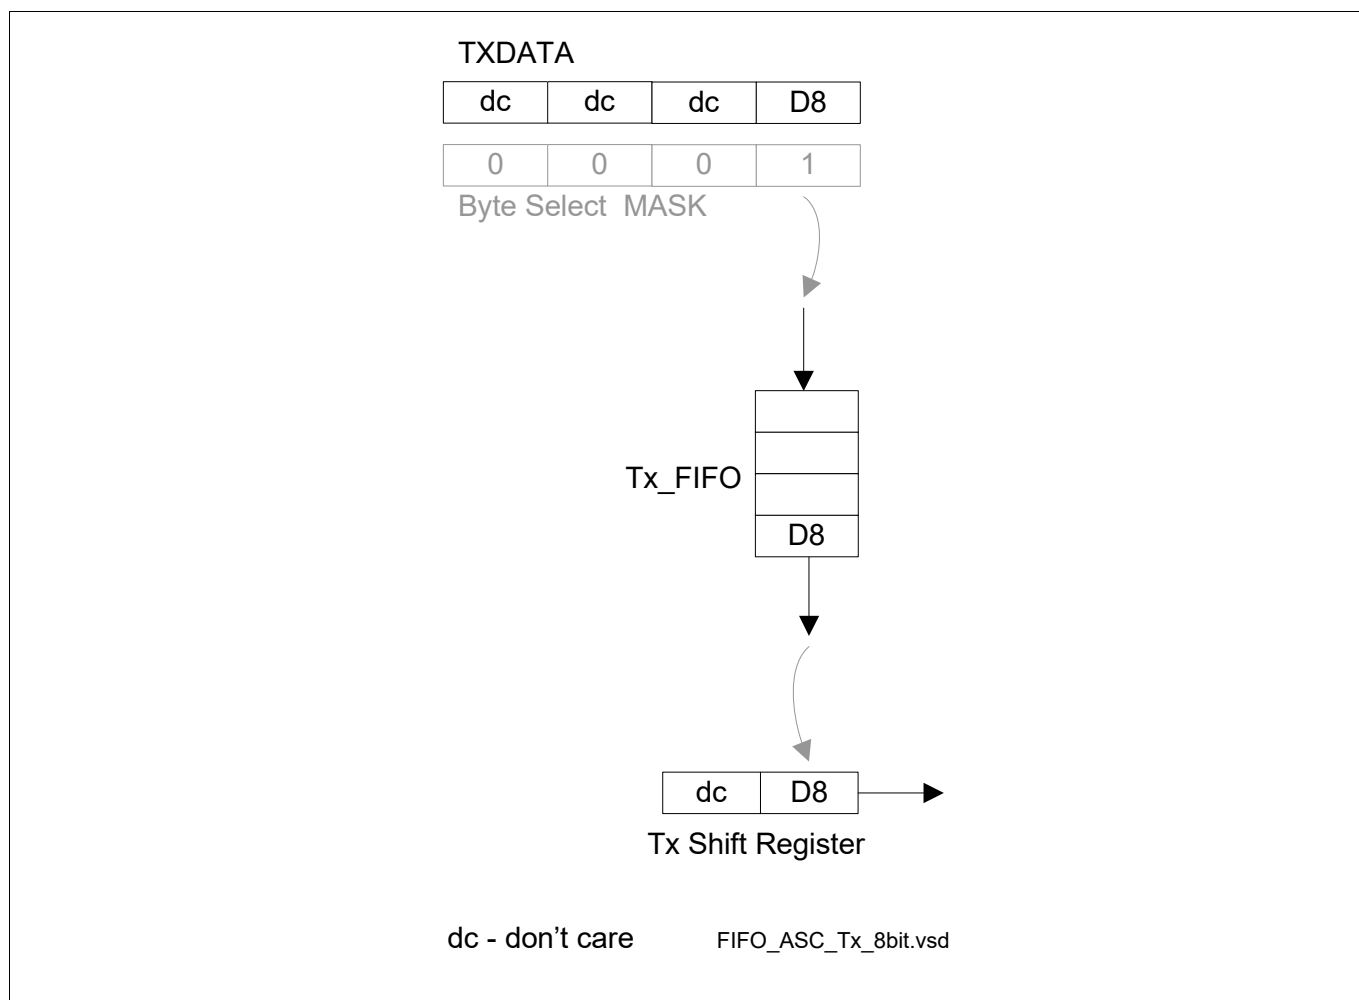 TXDATA
dc dc dc D8
0 0 0 1
Byte Select MASK
Tx_FIFO
D8
dc D8
Tx Shift Register
dc - don't care FIFO_ASC_Tx_8bit.vsd